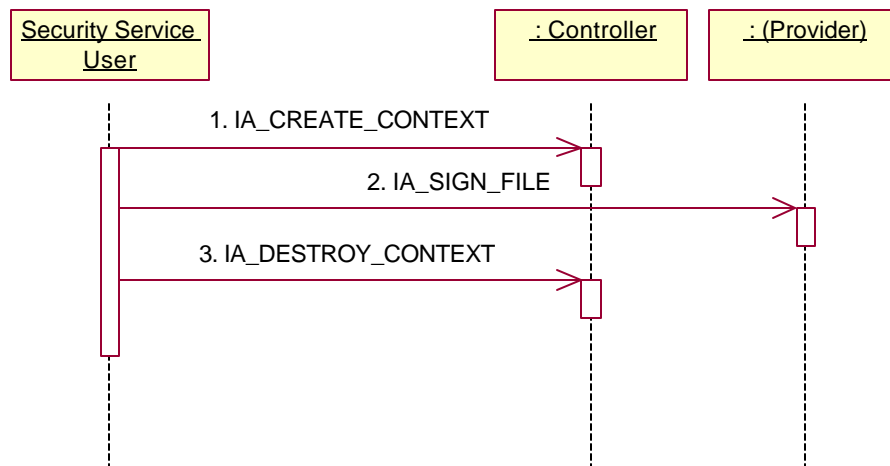 Security Service
User
: Controller
: (Provider)
1. IA_CREATE_CONTEXT
2. IA_SIGN_FILE
3. IA_DESTROY_CONTEXT